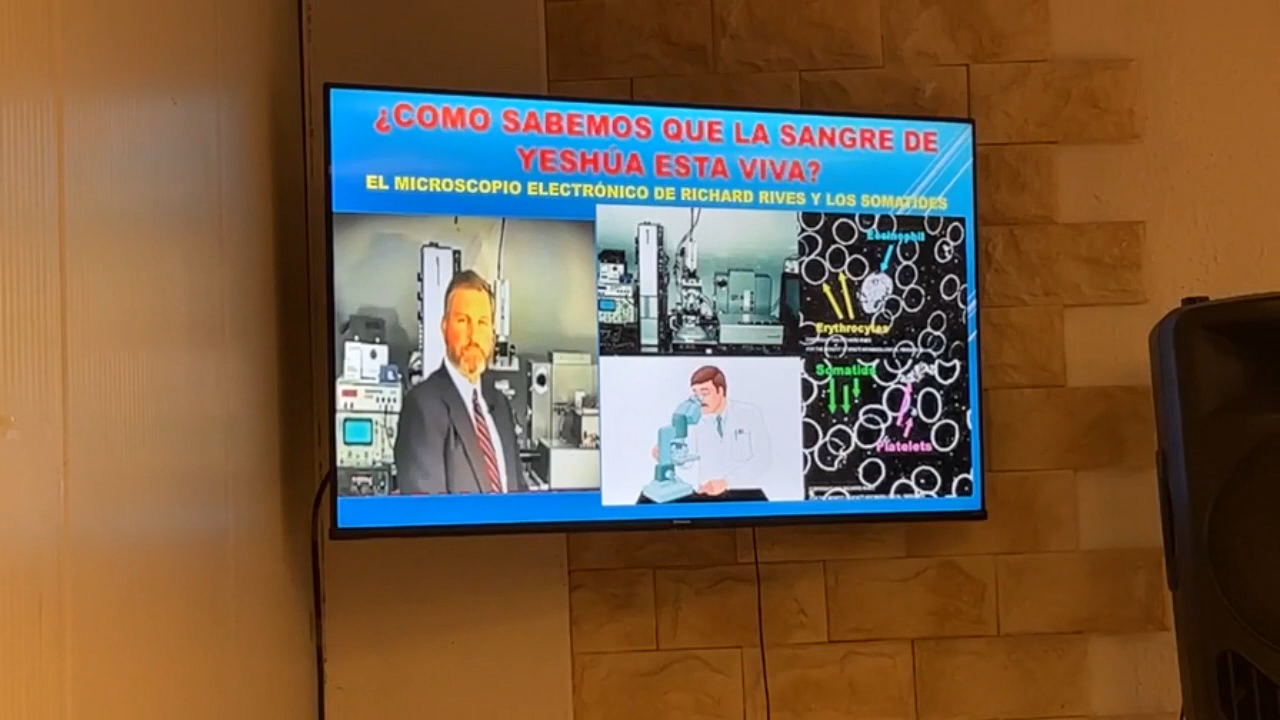 ¿COMO SABEMOS QUE LA SANGRE DE
YESHÚA ESTA VIVA?
EL MICROSCOPIO ELECTRÓNICO DE RICHARD RIVES Y LOS SOMATIDES
Eosinophil
Erythrocytes
Somatids
Platelets